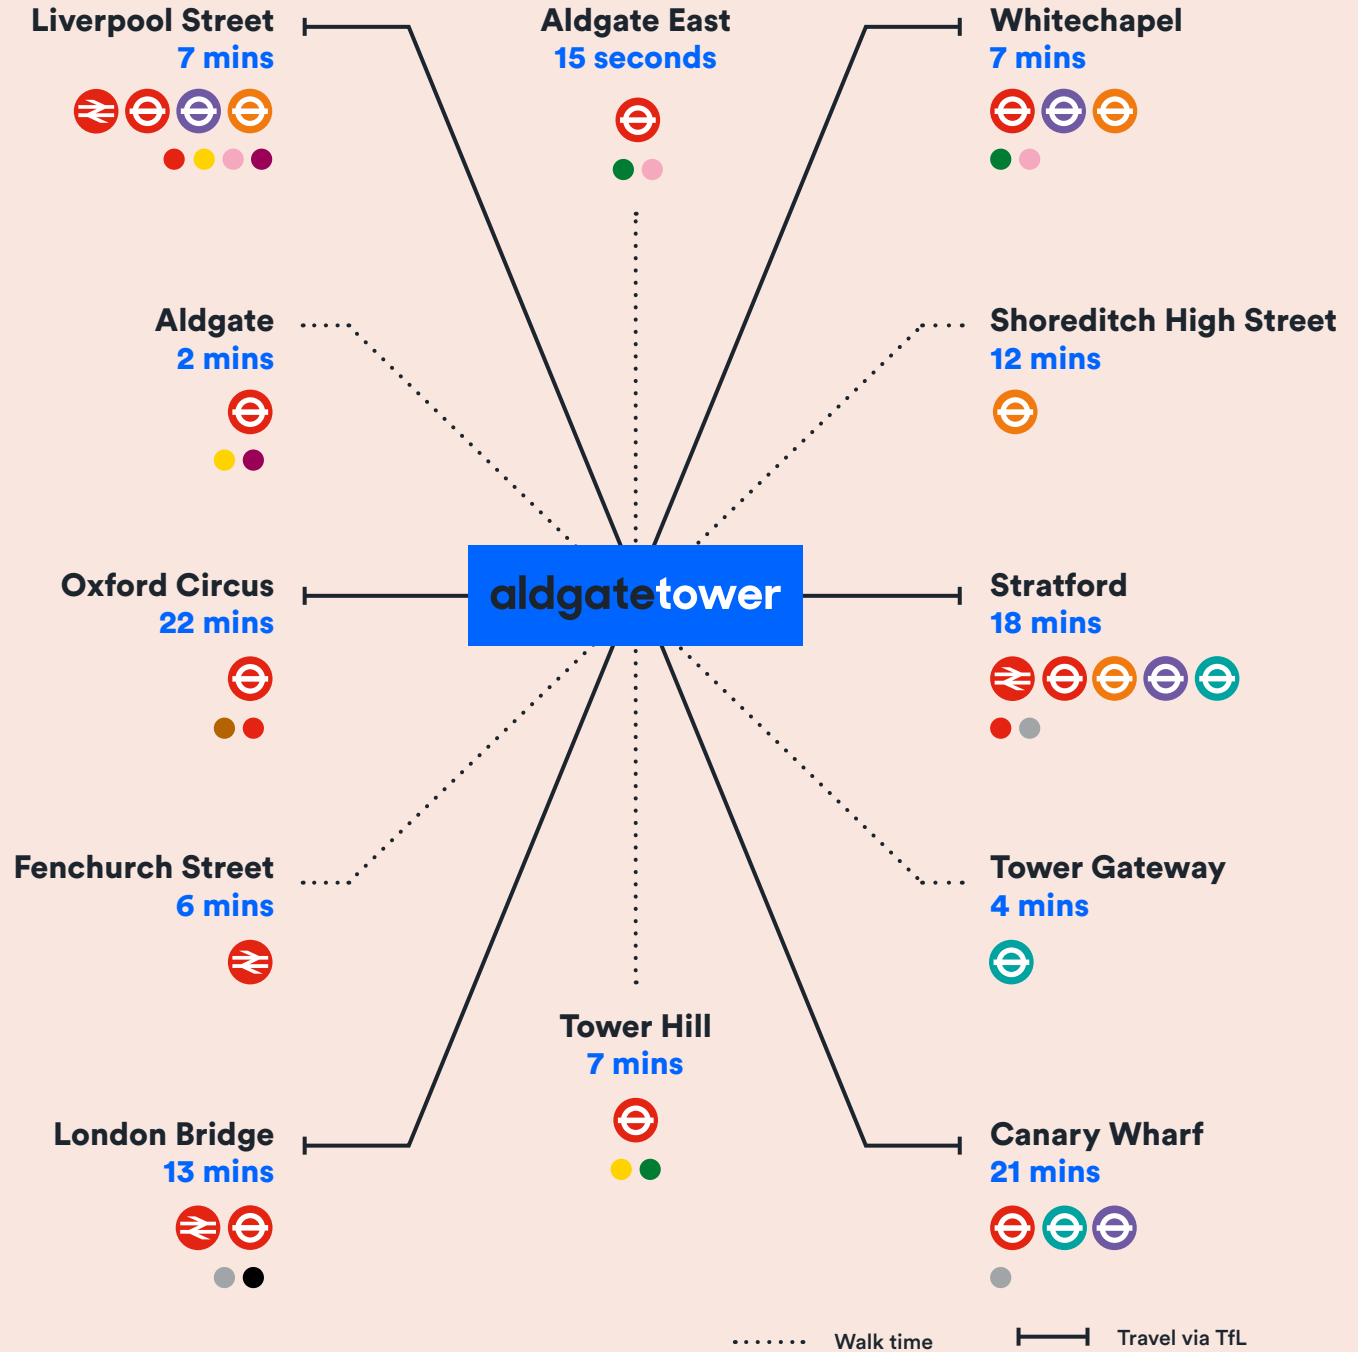 Liverpool Street
7 mins
Aldgate East
15 seconds
Whitechapel
7 mins
Aldgate
2 mins
Shoreditch High Street
12 mins
Oxford Circus
22 mins
aldgatetower
Stratford
18 mins
Fenchurch Street
6 mins
Tower Gateway
4 mins
Tower Hill
7 mins
London Bridge
13 mins
Canary Wharf
21 mins
Walk time
Travel via TfL